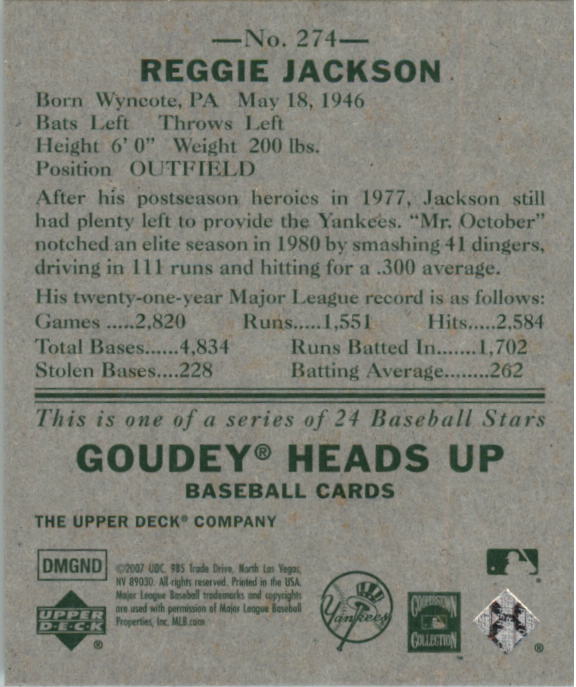 —No. 274—
REGGIE JACKSON
Born Wyncote, PA May 18, 1946
Bats Left Throws Left
Height 6' 0" Weight 200 lbs.
Position OUTFIELD
After his postseason heroics in 1977, Jackson still
had plenty left to provide the Yankees. "Mr. October"
notched an elite season in 1980 by smashing 41 dingers,
driving in 111 runs and hitting for a .300 average.
His twenty-one-year Major League record is as follows:
Games .....2,820 Runs.....1,551 Hits.....2,584
Total Bases......4,834 Runs Batted In.......1,702
Stolen Bases....228 Batting Average........262
This is one of a series of 24 Baseball Stars
GOUDEY® HEADS UP
BASEBALL CARDS
THE UPPER DECK® COMPANY
DMGND
©2007 UDC. 985 Trade Drive, North Las Vegas,
NV 89030. All rights reserved. Printed in the USA.
Major League Baseball trademarks and copyrights
are used with permission of Major League Baseball
Properties, Inc. MLB.com
UPPER
DECK ®
Yankees
COOPERSTOWN
COLLECTION
®